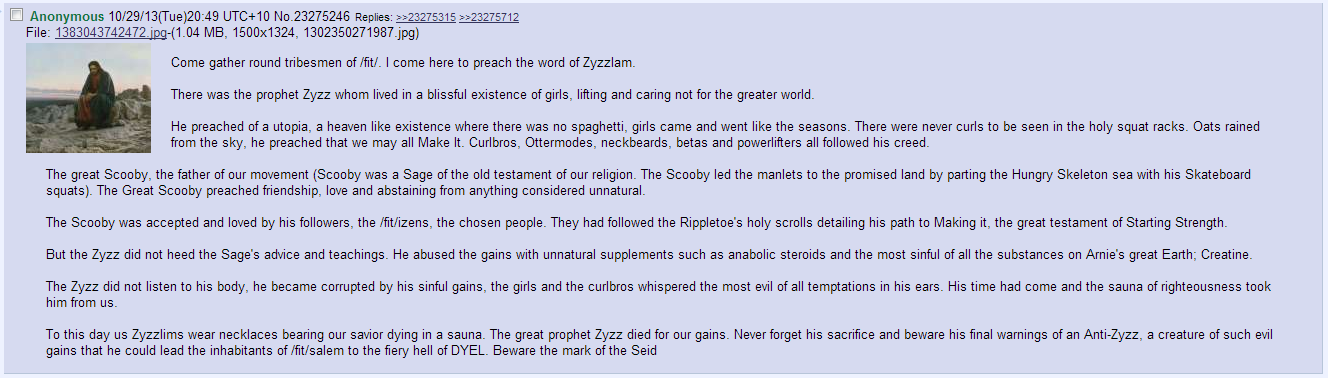 Anonymous 10/29/13(Tue)20:49 UTC+10 No.23275246 Replies: >>23275315 >>23275712
File: 1383043742472.jpg-(1.04 MB, 1500x1324, 1302350271987.jpg)
Come gather round tribesmen of /fit/. I come here to preach the word of Zyzzlam.
There was the prophet Zyzz whom lived in a blissful existence of girls, lifting and caring not for the greater world.
He preached of a utopia, a heaven like existence where there was no spaghetti, girls came and went like the seasons. There were never curls to be seen in the holy squat racks. Oats rained
from the sky, he preached that we may all Make It. Curlbros, Ottermodes, neckbeards, betas and powerlifters all followed his creed.
The great Scooby, the father of our movement (Scooby was a Sage of the old testament of our religion. The Scooby led the manlets to the promised land by parting the Hungry Skeleton sea with his Skateboard
squats). The Great Scooby preached friendship, love and abstaining from anything considered unnatural.
The Scooby was accepted and loved by his followers, the /fit/izens, the chosen people. They had followed the Rippletoe's holy scrolls detailing his path to Making it, the great testament of Starting Strength.
But the Zyzz did not heed the Sage's advice and teachings. He abused the gains with unnatural supplements such as anabolic steroids and the most sinful of all the substances on Arnie's great Earth; Creatine.
The Zyzz did not listen to his body, he became corrupted by his sinful gains, the girls and the curlbros whispered the most evil of all temptations in his ears. His time had come and the sauna of righteousness took
him from us.
To this day us Zyzzlims wear necklaces bearing our savior dying in a sauna. The great prophet Zyzz died for our gains. Never forget his sacrifice and beware his final warnings of an Anti-Zyzz, a creature of such evil
gains that he could lead the inhabitants of /fit/salem to the fiery hell of DYEL. Beware the mark of the Seid